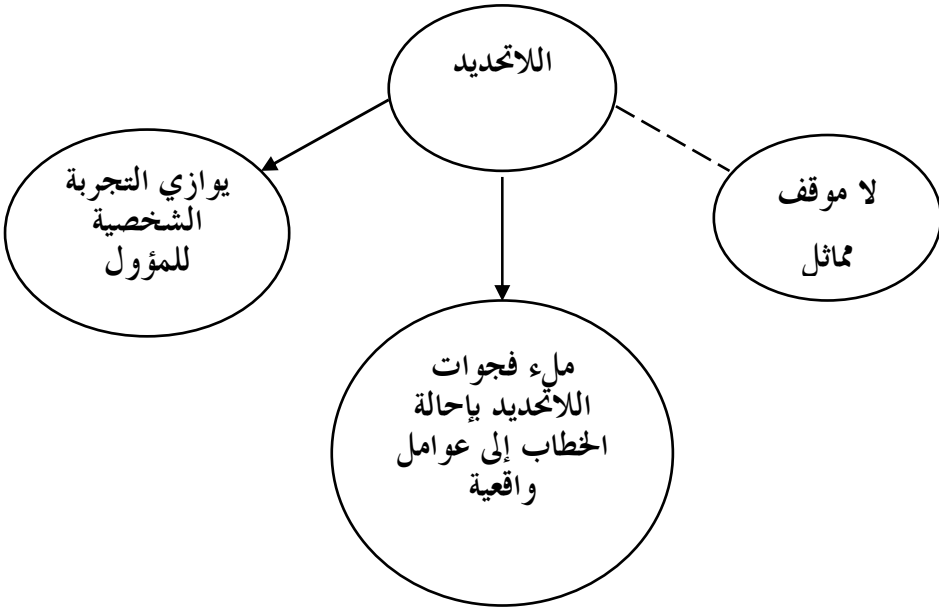 اللاتحديد
لا موقف
مماثل
يوازي التجربة
الشخصية
للمؤول
ملء فجوات
اللاتحديد بإحالة
الخطاب إلى عوامل
واقعية